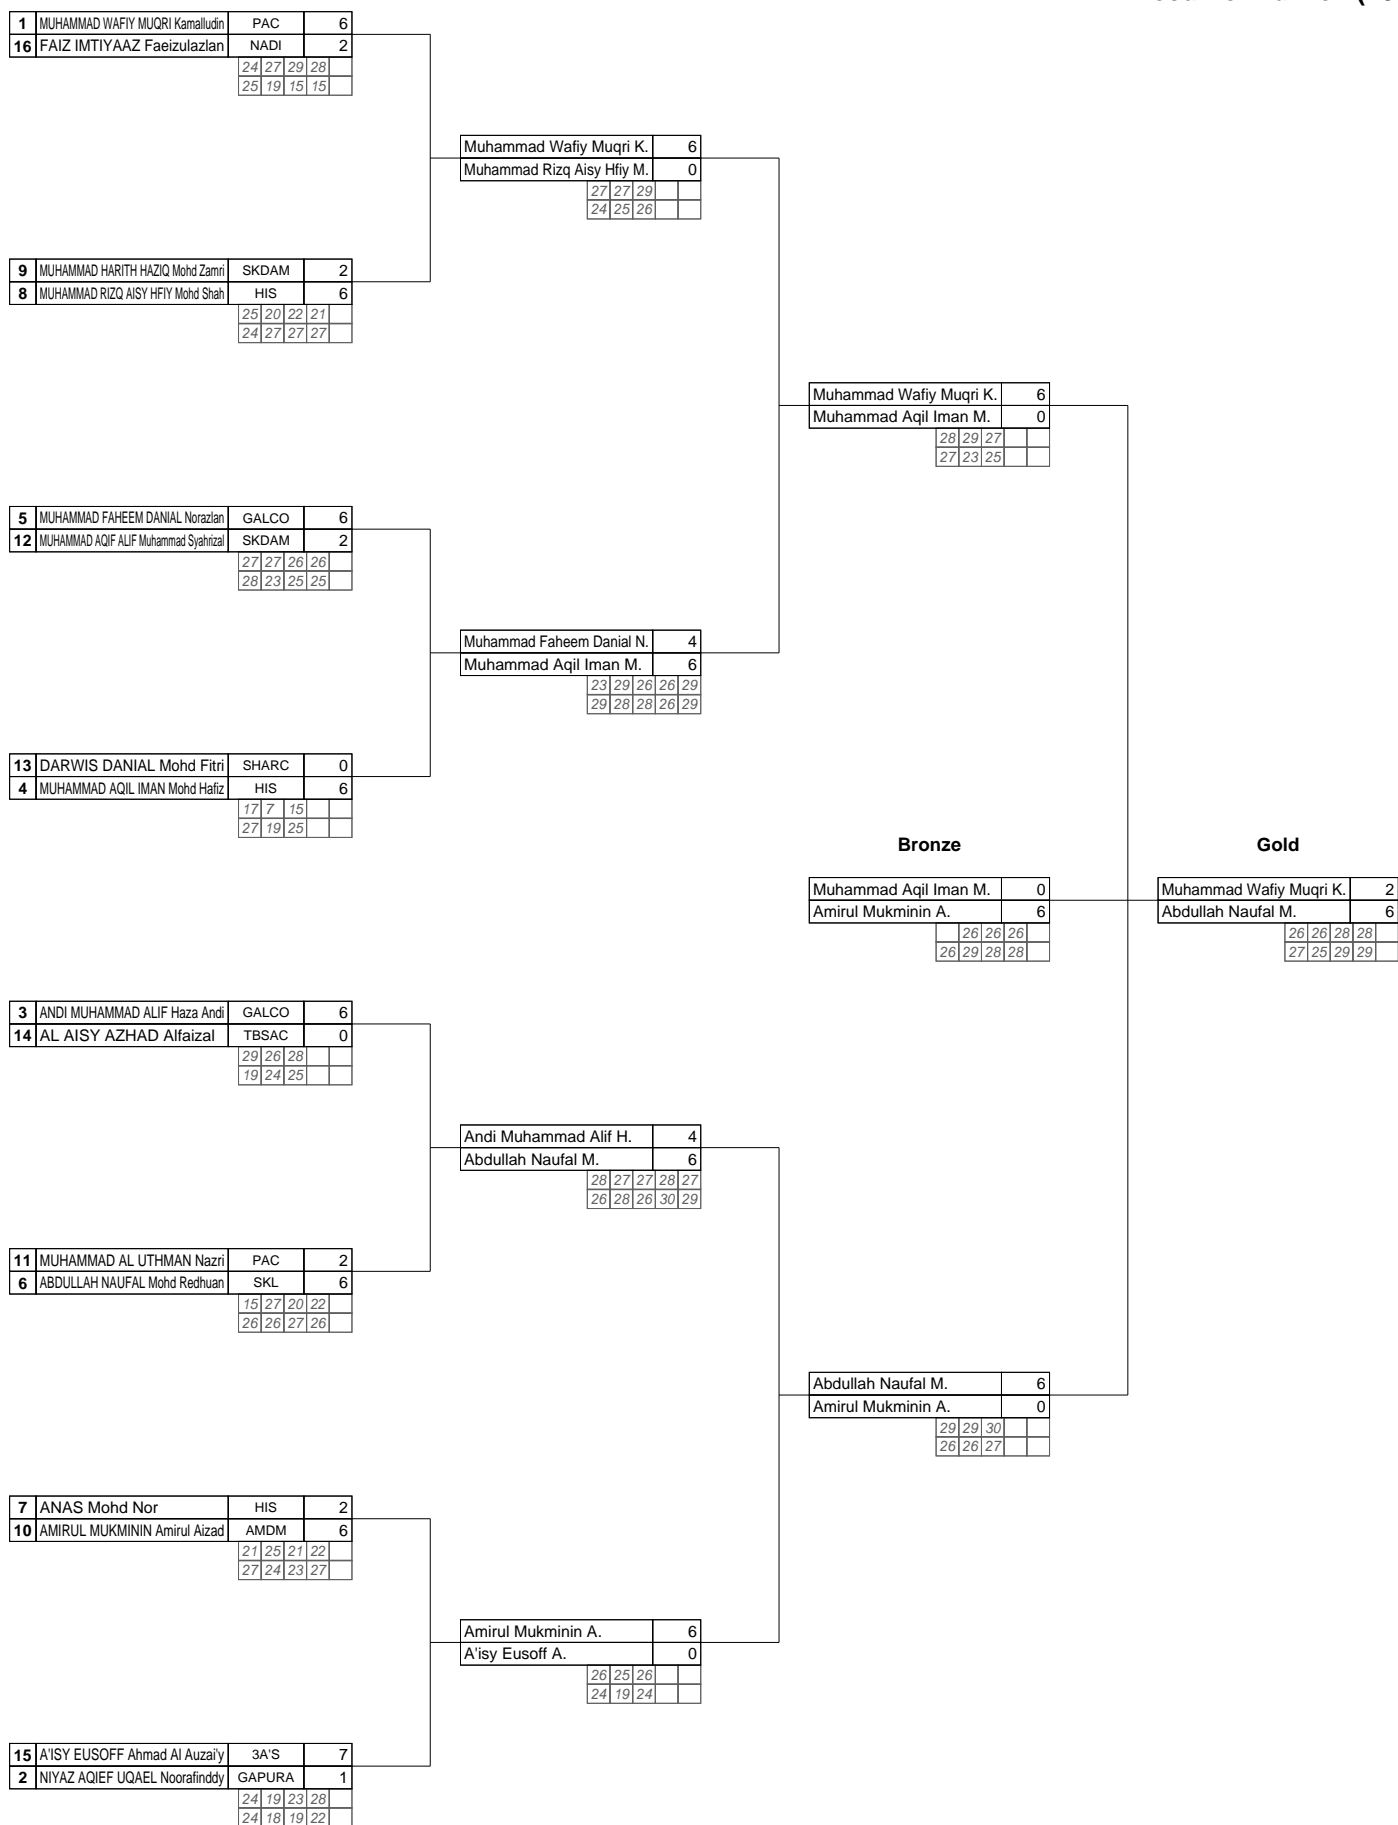 1 MUHAMMAD WAFIY MUQRI Kamalludin PAC 6
16 FAIZ IMTIYAAZ Faeizulazlan NADI 2
24 27 29 28
25 19 15 15
Muhammad Wafiy Muqri K. 6
Muhammad Rizq Aisy Hfiy M. 0
27 27 29
24 25 26
9 MUHAMMAD HARITH HAZIQ Mohd Zamri SKDAM 2
8 MUHAMMAD RIZQ AISY HFIY Mohd Shah HIS 6
25 20 22 21
24 27 27 27
Muhammad Wafiy Muqri K. 6
Muhammad Aqil Iman M. 0
28 29 27
27 23 25
5 MUHAMMAD FAHEEM DANIAL Norazlan GALCO 6
12 MUHAMMAD AQIF ALIF Muhammad Syahrizal SKDAM 2
27 27 26 26
28 23 25 25
Muhammad Faheem Danial N. 4
Muhammad Aqil Iman M. 6
23 29 26 26 29
29 28 28 26 29
13 DARWIS DANIAL Mohd Fitri SHARC 0
4 MUHAMMAD AQIL IMAN Mohd Hafiz HIS 6
17 7 15
27 19 25
Bronze Gold
Muhammad Aqil Iman M. 0 Muhammad Wafiy Muqri K. 2
Amirul Mukminin A. 6 Abdullah Naufal M. 6
26 26 26 26 26 28 28
26 29 28 28 27 25 29 29
3 ANDI MUHAMMAD ALIF Haza Andi GALCO 6
14 AL AISY AZHAD Alfaizal TBSAC 0
29 26 28
19 24 25
Andi Muhammad Alif H. 4
Abdullah Naufal M. 6
28 27 27 28 27
26 28 26 30 29
11 MUHAMMAD AL UTHMAN Nazri PAC 2
6 ABDULLAH NAUFAL Mohd Redhuan SKL 6
15 27 20 22
26 26 27 26
Abdullah Naufal M. 6
Amirul Mukminin A. 0
29 29 30
26 26 27
7 ANAS Mohd Nor HIS 2
10 AMIRUL MUKMININ Amirul Aizad AMDM 6
21 25 21 22
27 24 23 27
Amirul Mukminin A. 6
A'isy Eusoff A. 0
26 25 26
24 19 24
15 A'ISY EUSOFF Ahmad Al Auzai'y 3A'S 7
2 NIYAZ AQIEF UQAEL Noorafinddy GAPURA 1
24 19 23 28
24 18 19 22